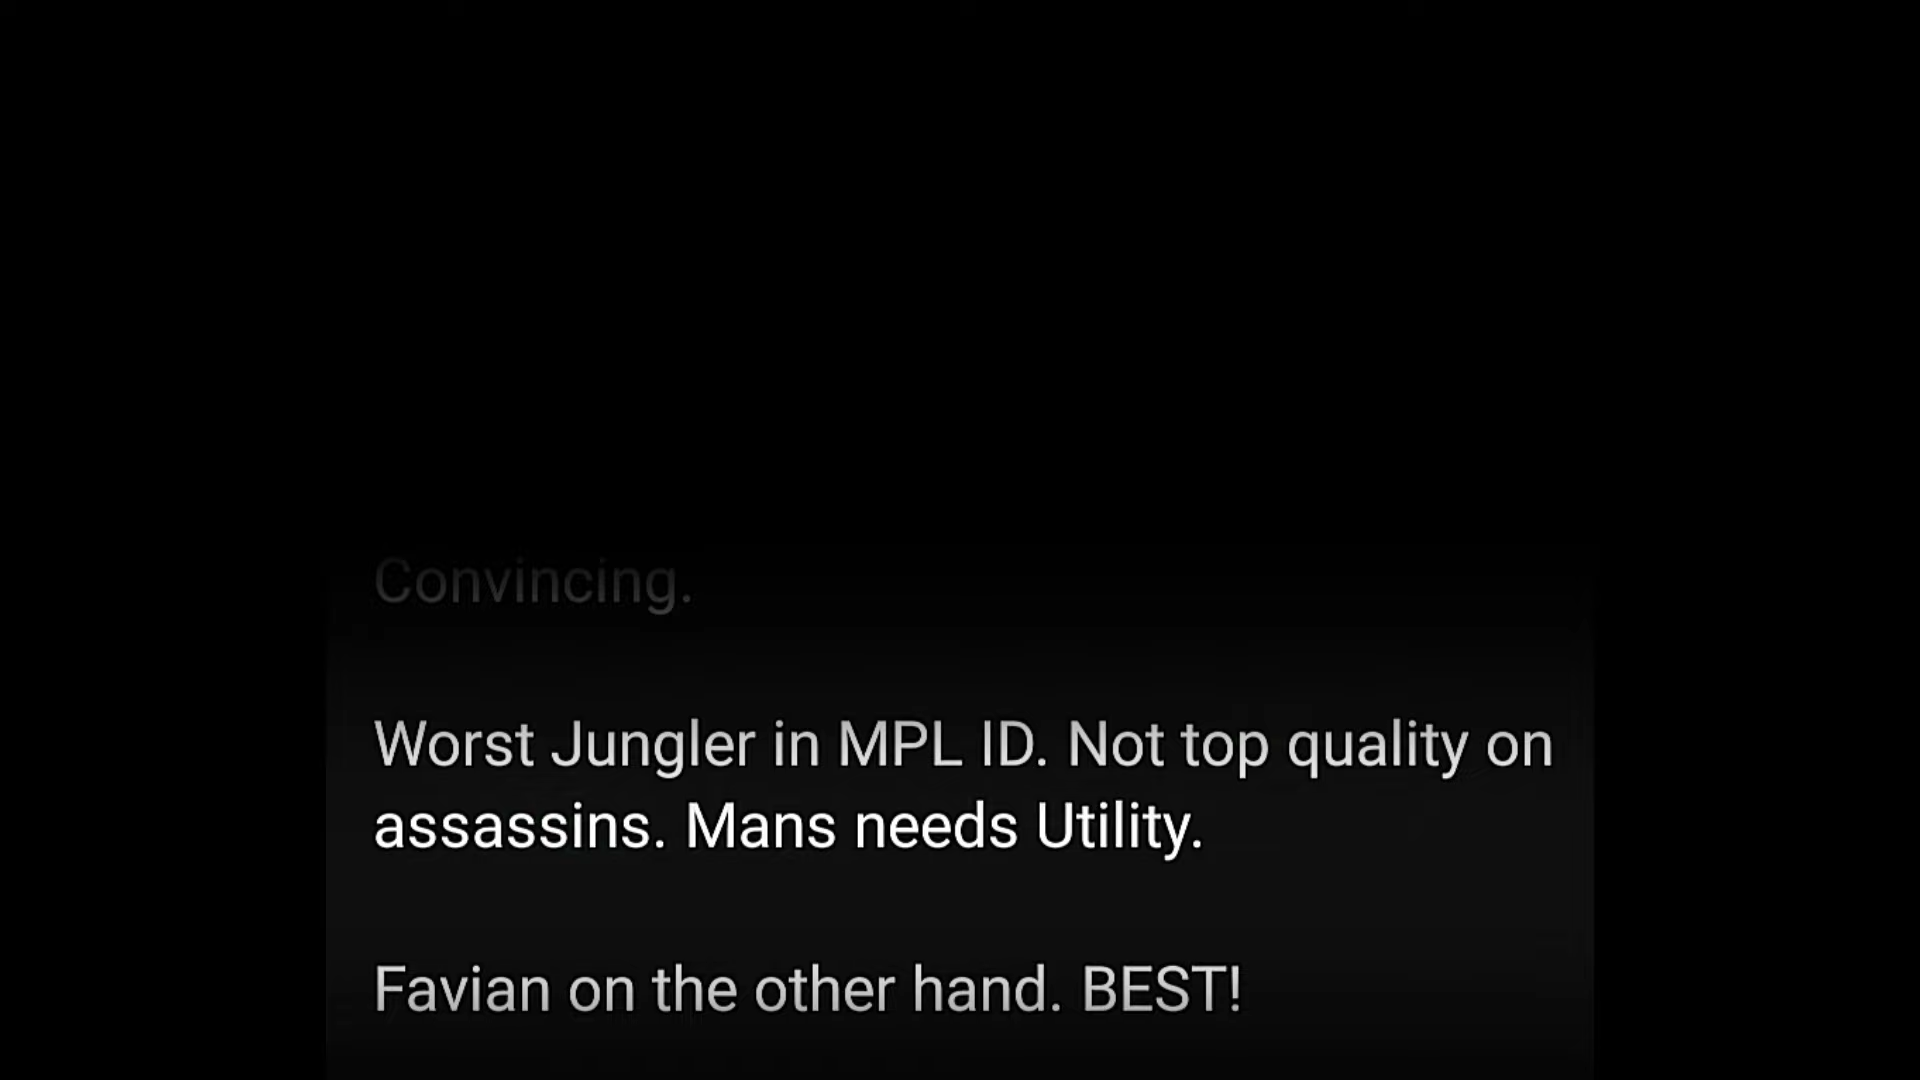 Convincing.
Worst Jungler in MPL ID. Not top quality on
assassins. Mans needs Utility.
Favian on the other hand. BEST!